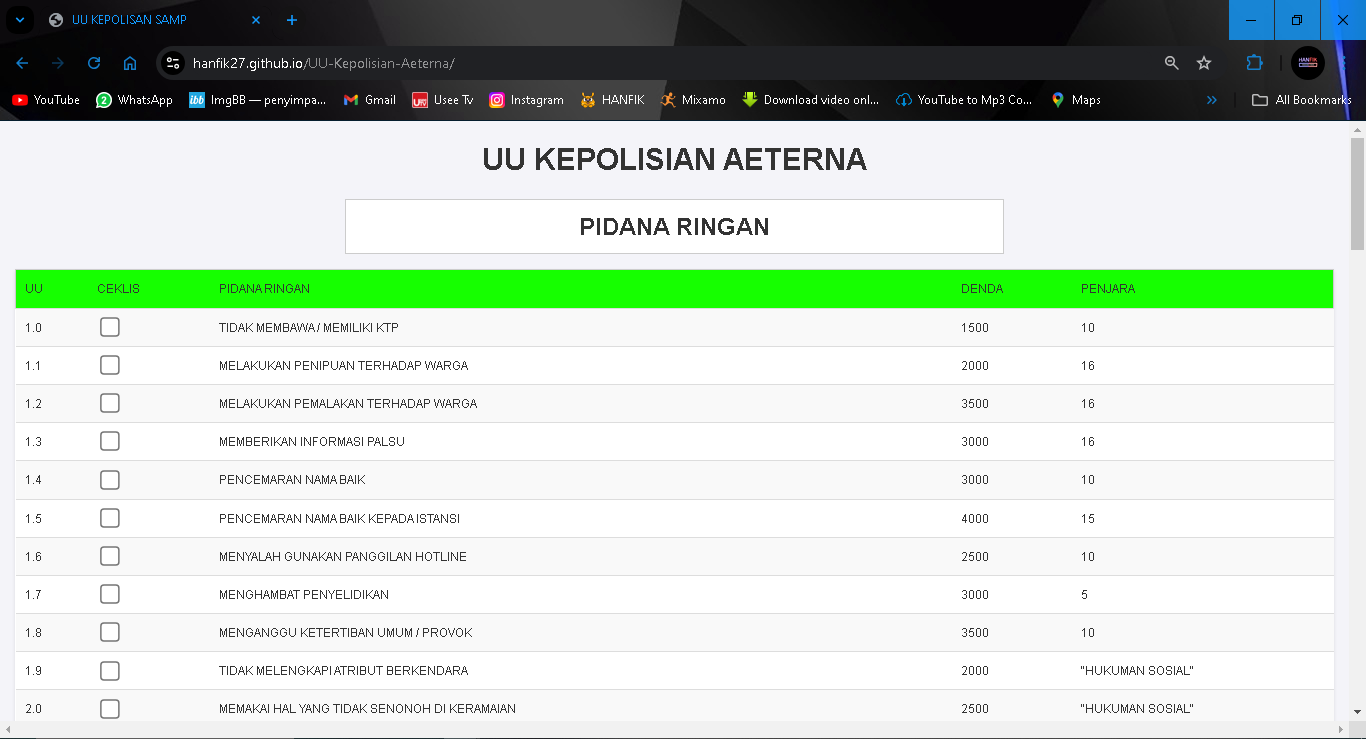 UU KEPOLISAN SAMP
hanfik27.github.io/UU-Kepolisian-Aeterna/
HANFIK
YouTube WhatsApp ibb ImgBB — penyimpa... Gmail Usee Tv Instagram HANFIK Mixamo Download video onl... YouTube to Mp3 Co... Maps » All Bookmarks
UU KEPOLISIAN AETERNA
PIDANA RINGAN
UU CEKLIS PIDANA RINGAN DENDA PENJARA
1.0 TIDAK MEMBAWA / MEMILIKI KTP 1500 10
1.1 MELAKUKAN PENIPUAN TERHADAP WARGA 2000 16
1.2 MELAKUKAN PEMALAKAN TERHADAP WARGA 3500 16
1.3 MEMBERIKAN INFORMASI PALSU 3000 16
1.4 PENCEMARAN NAMA BAIK 3000 10
1.5 PENCEMARAN NAMA BAIK KEPADA ISTANSI 4000 15
1.6 MENYALAH GUNAKAN PANGGILAN HOTLINE 2500 10
1.7 MENGHAMBAT PENYELIDIKAN 3000 5
1.8 MENGANGGU KETERTIBAN UMUM / PROVOK 3500 10
1.9 TIDAK MELENGKAPI ATRIBUT BERKENDARA 2000 "HUKUMAN SOSIAL"
2.0 MEMAKAI HAL YANG TIDAK SENONOH DI KERAMAIAN 2500 "HUKUMAN SOSIAL"